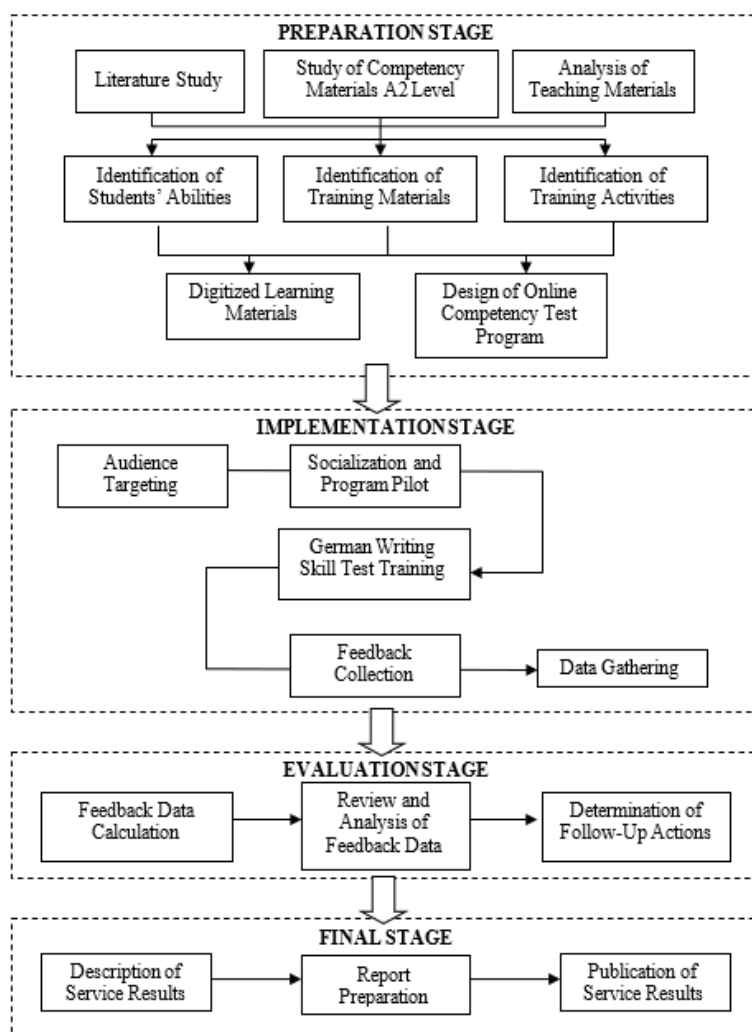 PREPARATION STAGE
Literature Study
Study of Competency
Materials A2 Level
Analysis of
Teaching Materials
Identification of
Students’ Abilities
Identification of
Training Materials
Identification of
Training Activities
Digitized Learning
Materials
Design of Online
Competency Test
Program
IMPLEMENTATION STAGE
Audience
Targeting
Socialization and
Program Pilot
German Writing
Skill Test Training
Feedback
Collection
Data Gathering
EVALUATION STAGE
Feedback Data
Calculation
Review and
Analysis of
Feedback Data
Determination of
Follow-Up Actions
FINAL STAGE
Description of
Service Results
Report
Preparation
Publication of
Service Results